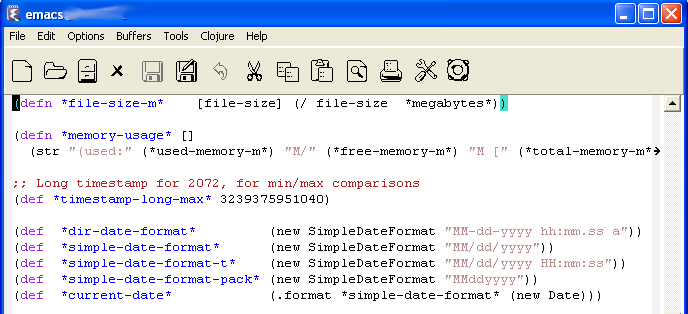 emacs
File Edit Options Buffers Tools Clojure Help
(defn *file-size-m*    [file-size] (/ file-size  *megabytes*))
(defn *memory-usage* []
  (str "(used:" (*used-memory-m*) "M/" (*free-memory-m*) "M [" (*total-memory-m*
;; Long timestamp for 2072, for min/max comparisons
(def *timestamp-long-max* 3239375951040)
(def  *dir-date-format*          (new SimpleDateFormat "MM-dd-yyyy hh:mm.ss a"))
(def  *simple-date-format*       (new SimpleDateFormat "MM/dd/yyyy"))
(def  *simple-date-format-t*     (new SimpleDateFormat "MM/dd/yyyy HH:mm:ss"))
(def  *simple-date-format-pack* (new SimpleDateFormat "MMddyyyy"))
(def  *current-date*             (.format *simple-date-format* (new Date)))